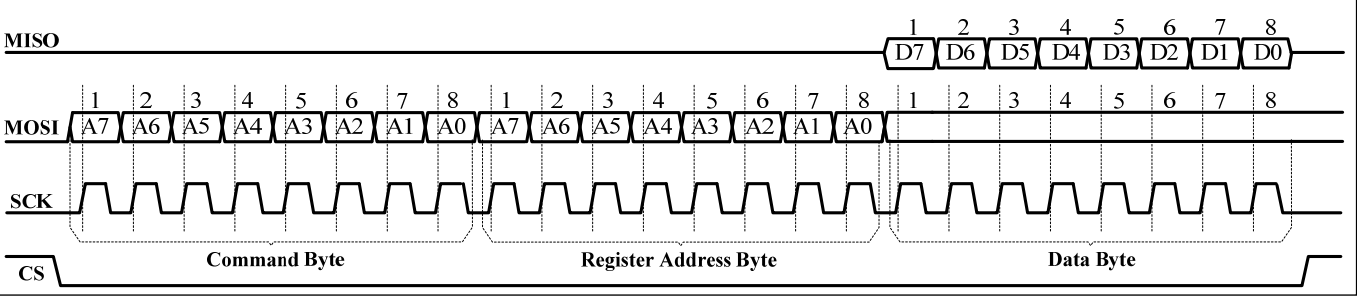 1 2 3 4 5 6 7 8
MISO
D7 D6 D5 D4 D3 D2 D1 D0
1 2 3 4 5 6 7 8 1 2 3 4 5 6 7 8 1 2 3 4 5 6 7 8
MOSI A7 A6 A5 A4 A3 A2 A1 A0 A7 A6 A5 A4 A3 A2 A1 A0
SCK
Command Byte Register Address Byte Data Byte
CS